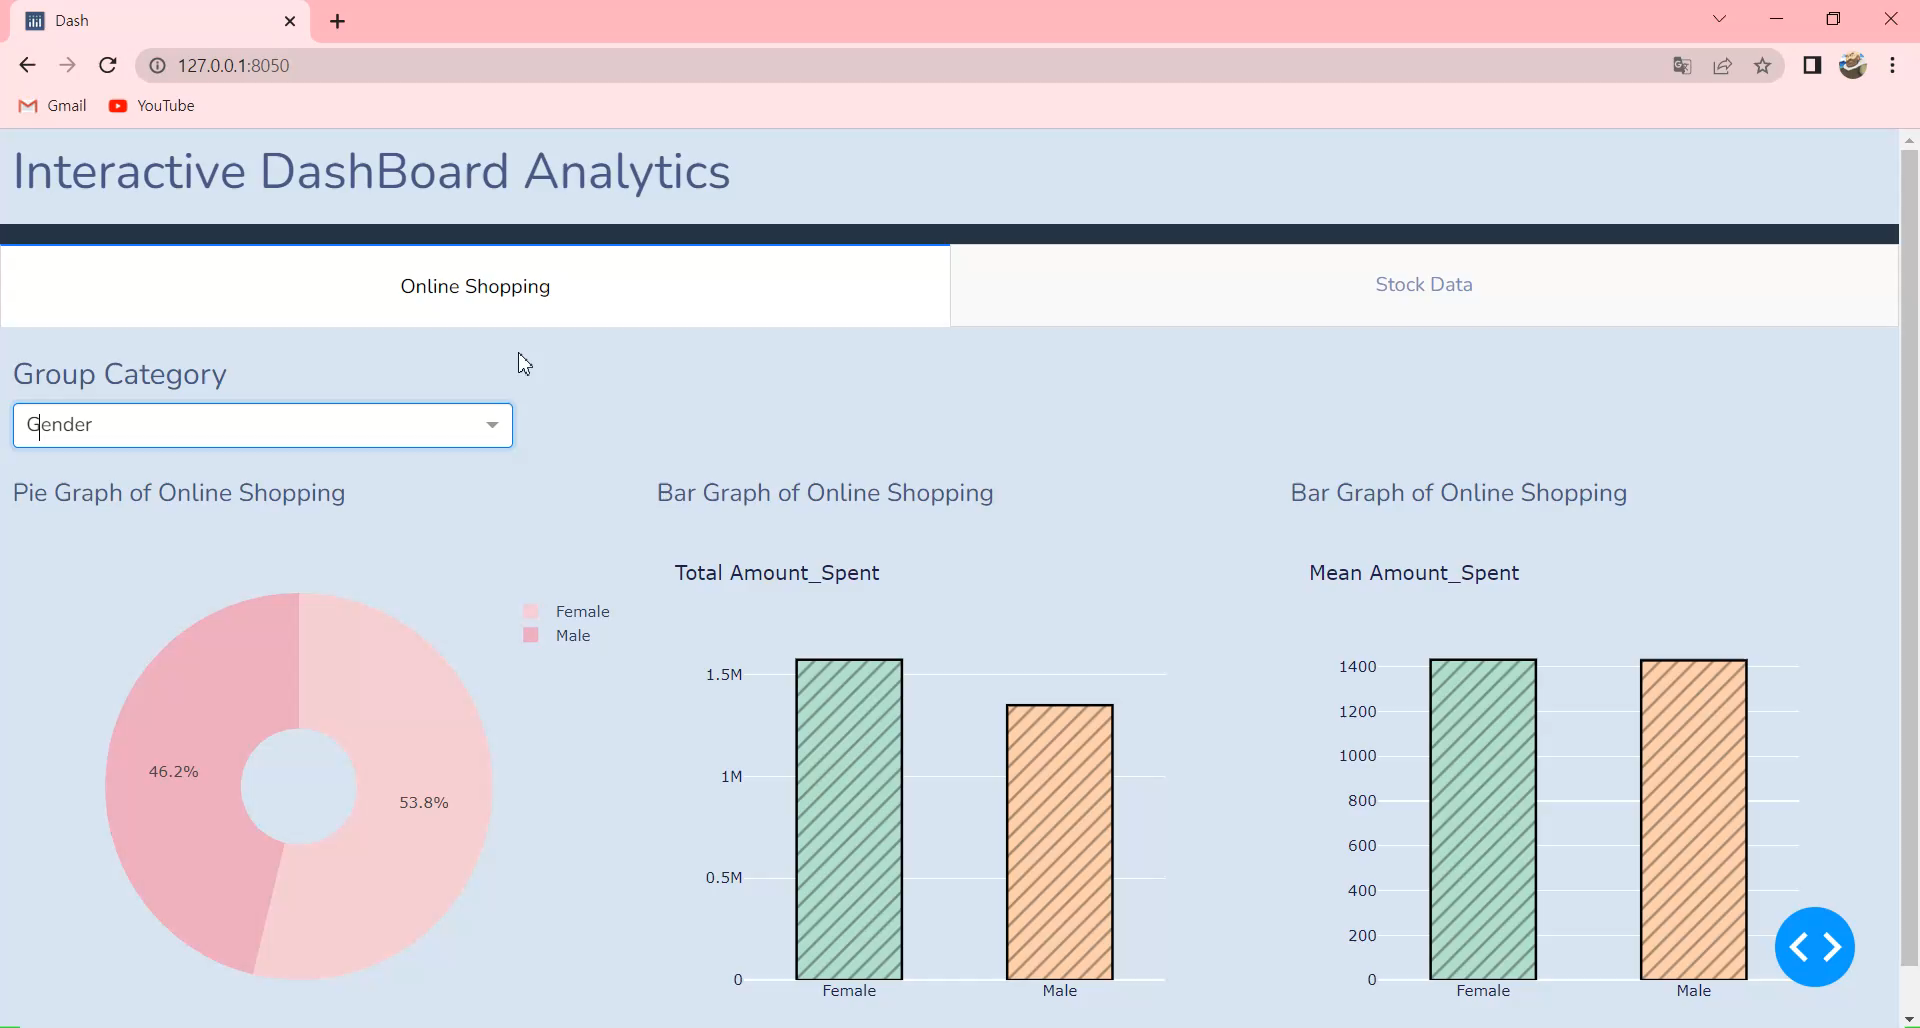 Dash
127.0.0.1:8050
Gmail YouTube
Interactive DashBoard Analytics
Online Shopping Stock Data
Group Category
Gender
Pie Graph of Online Shopping
Female
Male
46.2%
53.8%
Bar Graph of Online Shopping
Total Amount_Spent
1.5M
1M
0.5M
0
Female Male
Bar Graph of Online Shopping
Mean Amount_Spent
1400
1200
1000
800
600
400
200
0
Female Male